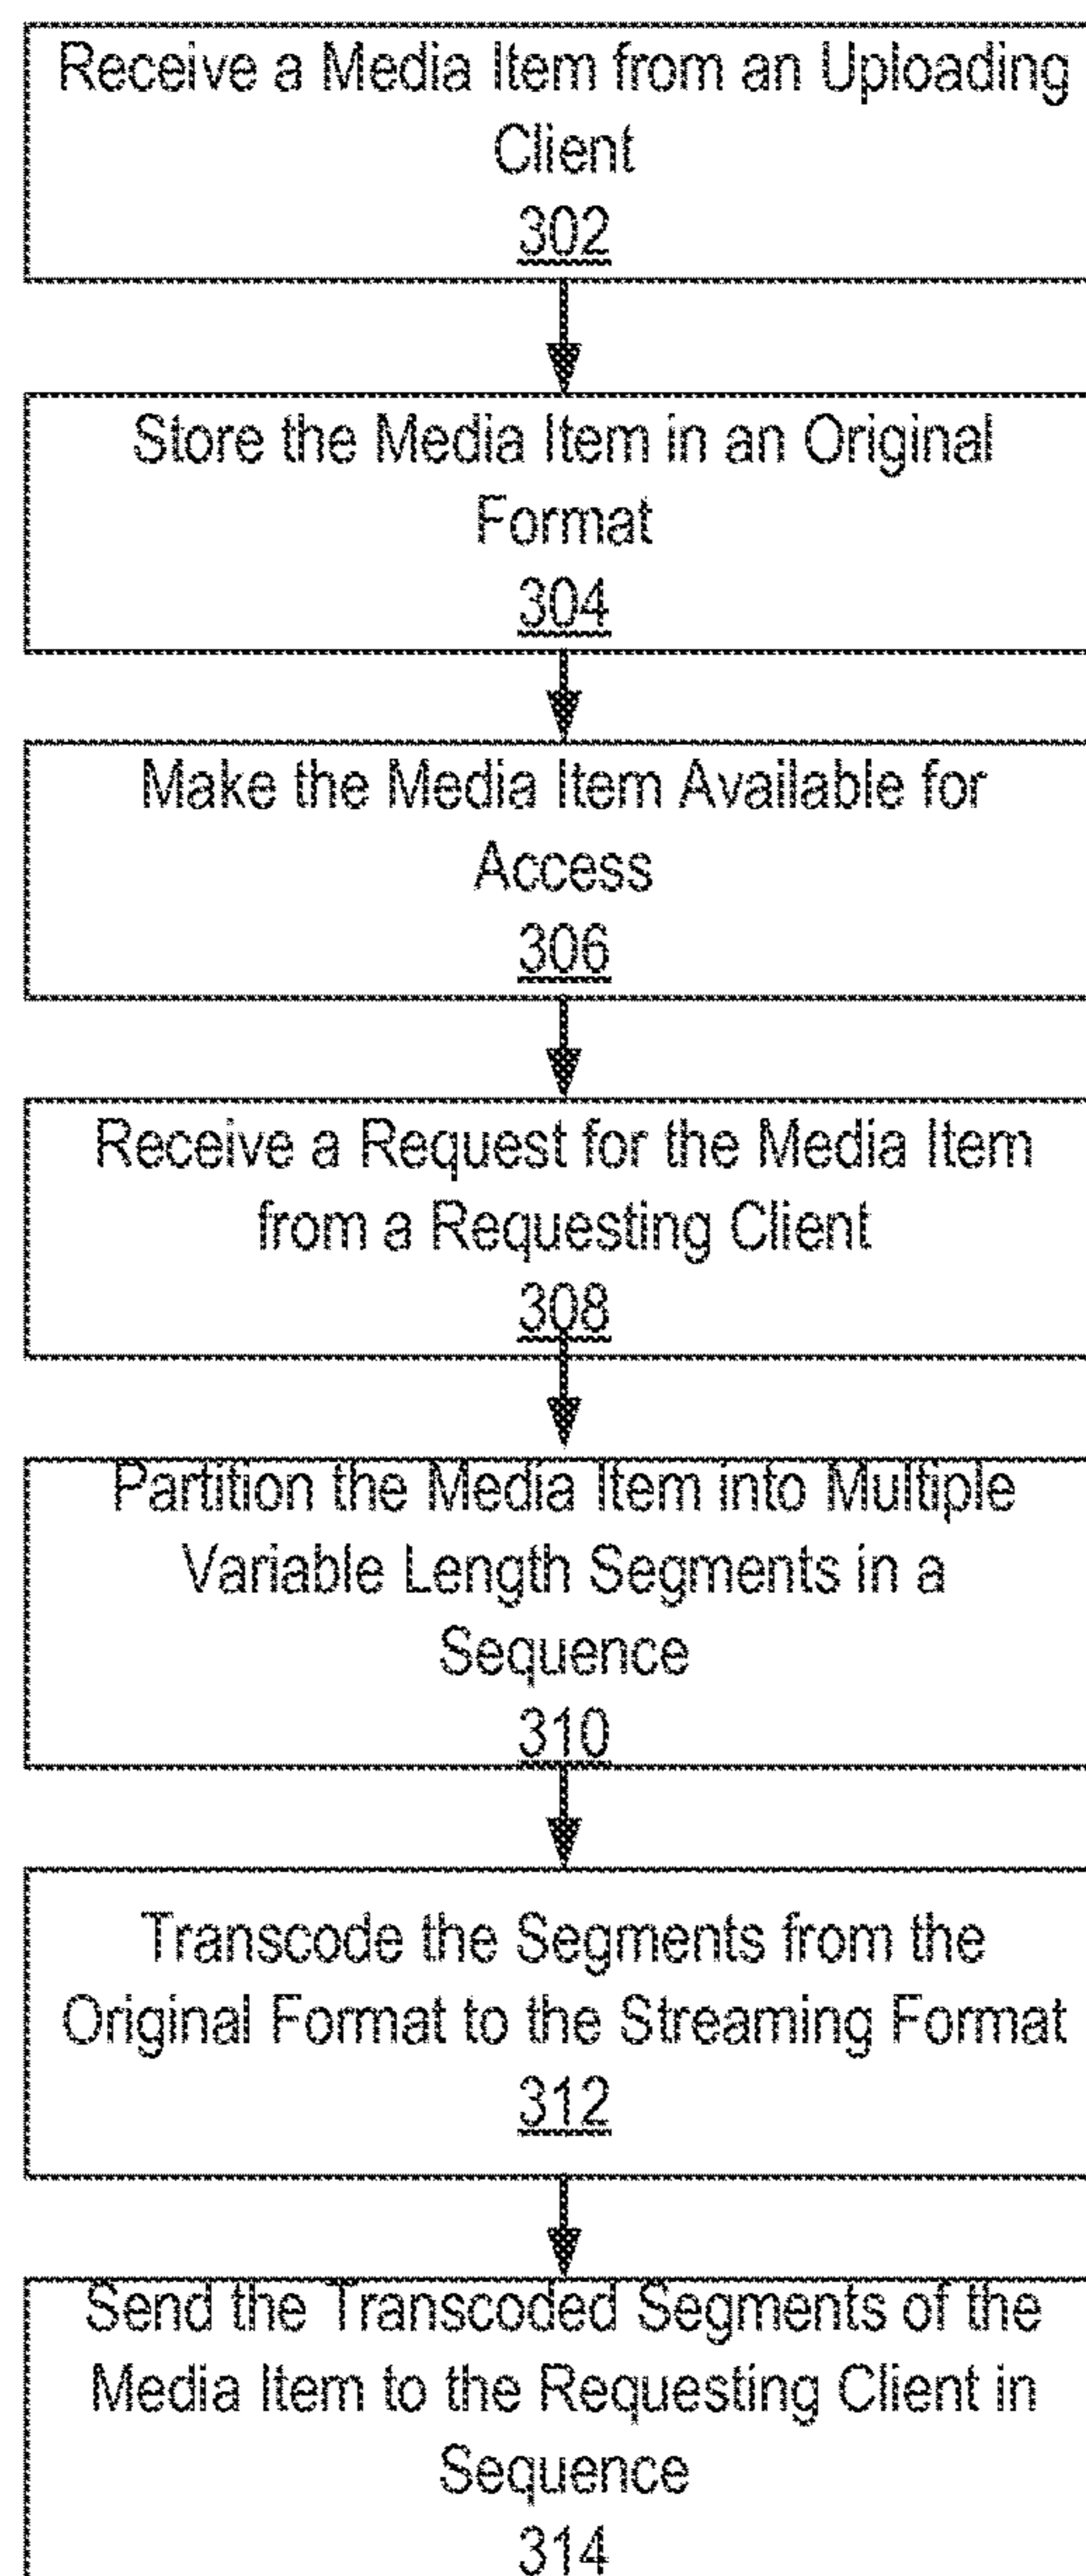 Receive a Media Item from an Uploading
Client
302
Store the Media Item in an Original
Format
304
Make the Media Item Available for
Access
306
Receive a Request for the Media Item
from a Requesting Client
308
Partition the Media Item into Multiple
Variable Length Segments in a
Sequence
310
Transcode the Segments from the
Original Format to the Streaming Format
312
Send the Transcoded Segments of the
Media Item to the Requesting Client in
Sequence
314